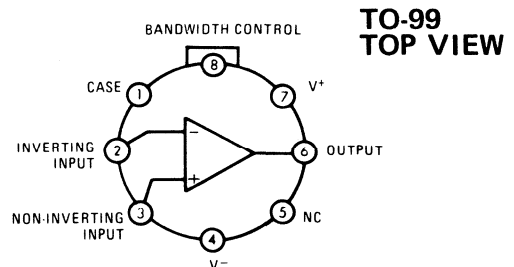 TO-99
TOP VIEW
BANDWIDTH CONTROL
8
CASE
1
7
V+
INVERTING
INPUT
2
−
6
OUTPUT
+
NON-INVERTING
INPUT
3
5
NC
4
V−